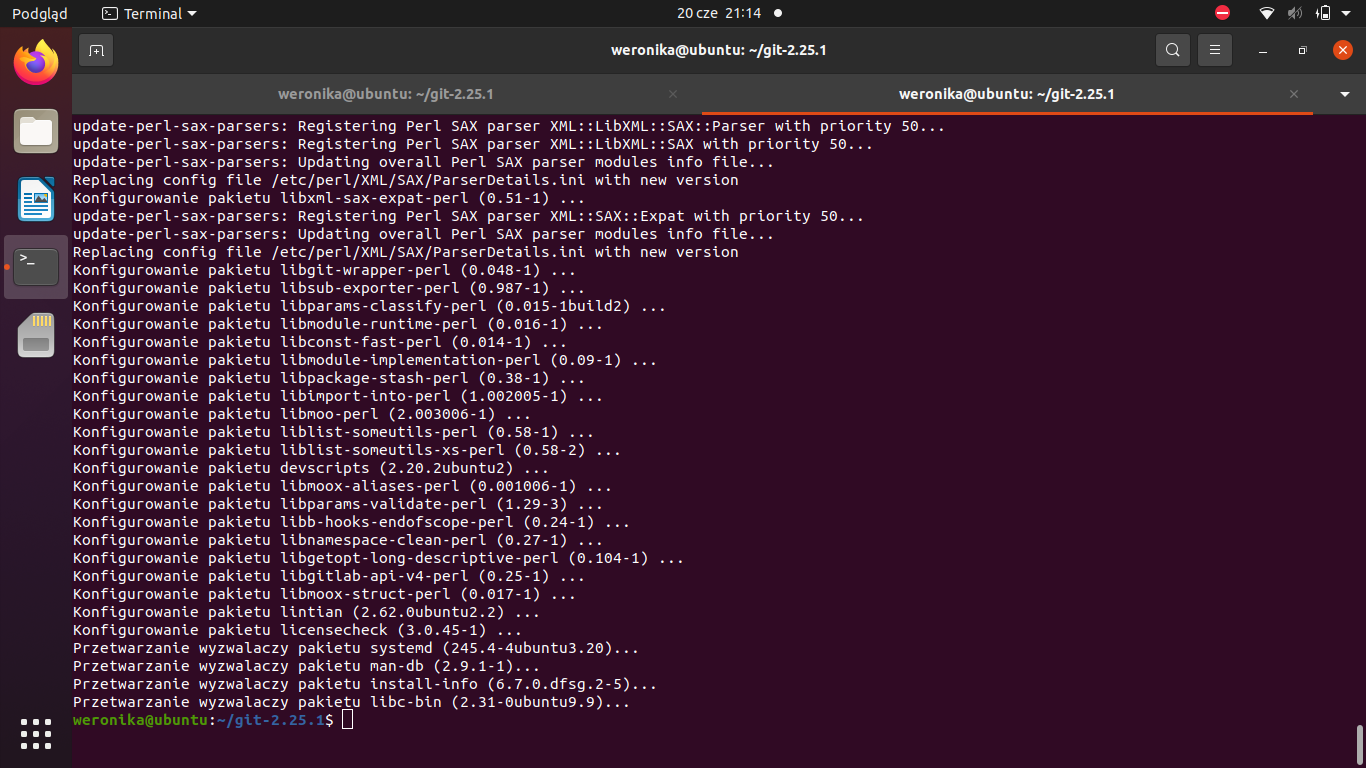 Podgląd
Terminal
20 cze 21:14
weronika@ubuntu: ~/git-2.25.1
weronika@ubuntu: ~/git-2.25.1
weronika@ubuntu: ~/git-2.25.1
update-perl-sax-parsers: Registering Perl SAX parser XML::LibXML::SAX::Parser with priority 50...
update-perl-sax-parsers: Registering Perl SAX parser XML::LibXML::SAX with priority 50...
update-perl-sax-parsers: Updating overall Perl SAX parser modules info file...
Replacing config file /etc/perl/XML/SAX/ParserDetails.ini with new version
Konfigurowanie pakietu libxml-sax-expat-perl (0.51-1) ...
update-perl-sax-parsers: Registering Perl SAX parser XML::SAX::Expat with priority 50...
update-perl-sax-parsers: Updating overall Perl SAX parser modules info file...
Replacing config file /etc/perl/XML/SAX/ParserDetails.ini with new version
Konfigurowanie pakietu libgit-wrapper-perl (0.048-1) ...
Konfigurowanie pakietu libsub-exporter-perl (0.987-1) ...
Konfigurowanie pakietu libparams-classify-perl (0.015-1build2) ...
Konfigurowanie pakietu libmodule-runtime-perl (0.016-1) ...
Konfigurowanie pakietu libconst-fast-perl (0.014-1) ...
Konfigurowanie pakietu libmodule-implementation-perl (0.09-1) ...
Konfigurowanie pakietu libpackage-stash-perl (0.38-1) ...
Konfigurowanie pakietu libimport-into-perl (1.002005-1) ...
Konfigurowanie pakietu libmoo-perl (2.003006-1) ...
Konfigurowanie pakietu liblist-someutils-perl (0.58-1) ...
Konfigurowanie pakietu liblist-someutils-xs-perl (0.58-2) ...
Konfigurowanie pakietu devscripts (2.20.2ubuntu2) ...
Konfigurowanie pakietu libmoox-aliases-perl (0.001006-1) ...
Konfigurowanie pakietu libparams-validate-perl (1.29-3) ...
Konfigurowanie pakietu libb-hooks-endofscope-perl (0.24-1) ...
Konfigurowanie pakietu libnamespace-clean-perl (0.27-1) ...
Konfigurowanie pakietu libgetopt-long-descriptive-perl (0.104-1) ...
Konfigurowanie pakietu libgitlab-api-v4-perl (0.25-1) ...
Konfigurowanie pakietu libmoox-struct-perl (0.017-1) ...
Konfigurowanie pakietu lintian (2.62.0ubuntu2.2) ...
Konfigurowanie pakietu licensecheck (3.0.45-1) ...
Przetwarzanie wyzwalaczy pakietu systemd (245.4-4ubuntu3.20)...
Przetwarzanie wyzwalaczy pakietu man-db (2.9.1-1)...
Przetwarzanie wyzwalaczy pakietu install-info (6.7.0.dfsg.2-5)...
Przetwarzanie wyzwalaczy pakietu libc-bin (2.31-0ubuntu9.9)...
weronika@ubuntu:~/git-2.25.1$